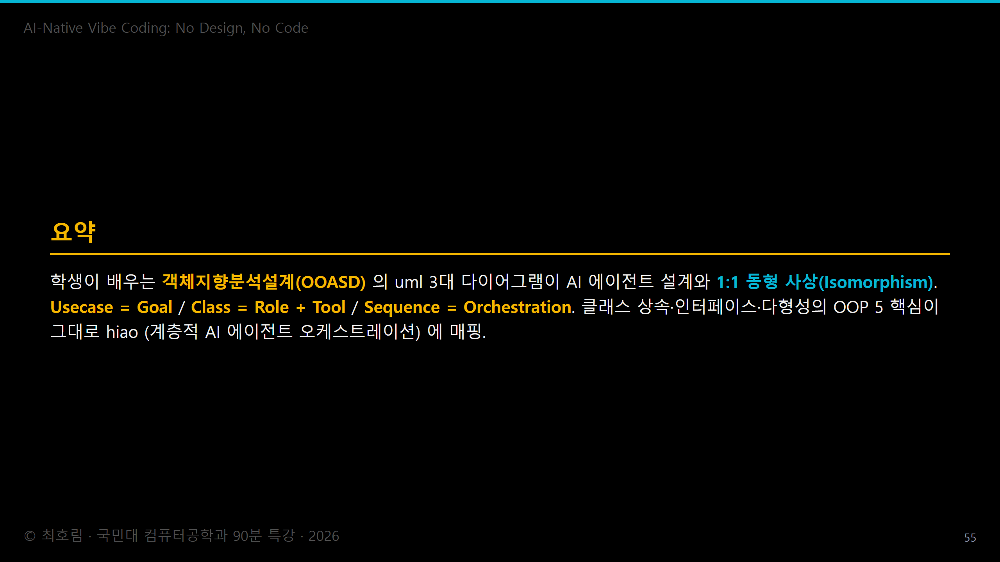 AI-Native Vibe Coding: No Design, No Code
요약
학생이 배우는 객체지향분석설계(OOASD) 의 uml 3대 다이어그램이 AI 에이전트 설계와 1:1 동형 사상(Isomorphism).
Usecase = Goal / Class = Role + Tool / Sequence = Orchestration. 클래스 상속·인터페이스·다형성의 OOP 5 핵심이
그대로 hiao (계층적 AI 에이전트 오케스트레이션) 에 매핑.
© 최호림 · 국민대 컴퓨터공학과 90분 특강 · 2026
55